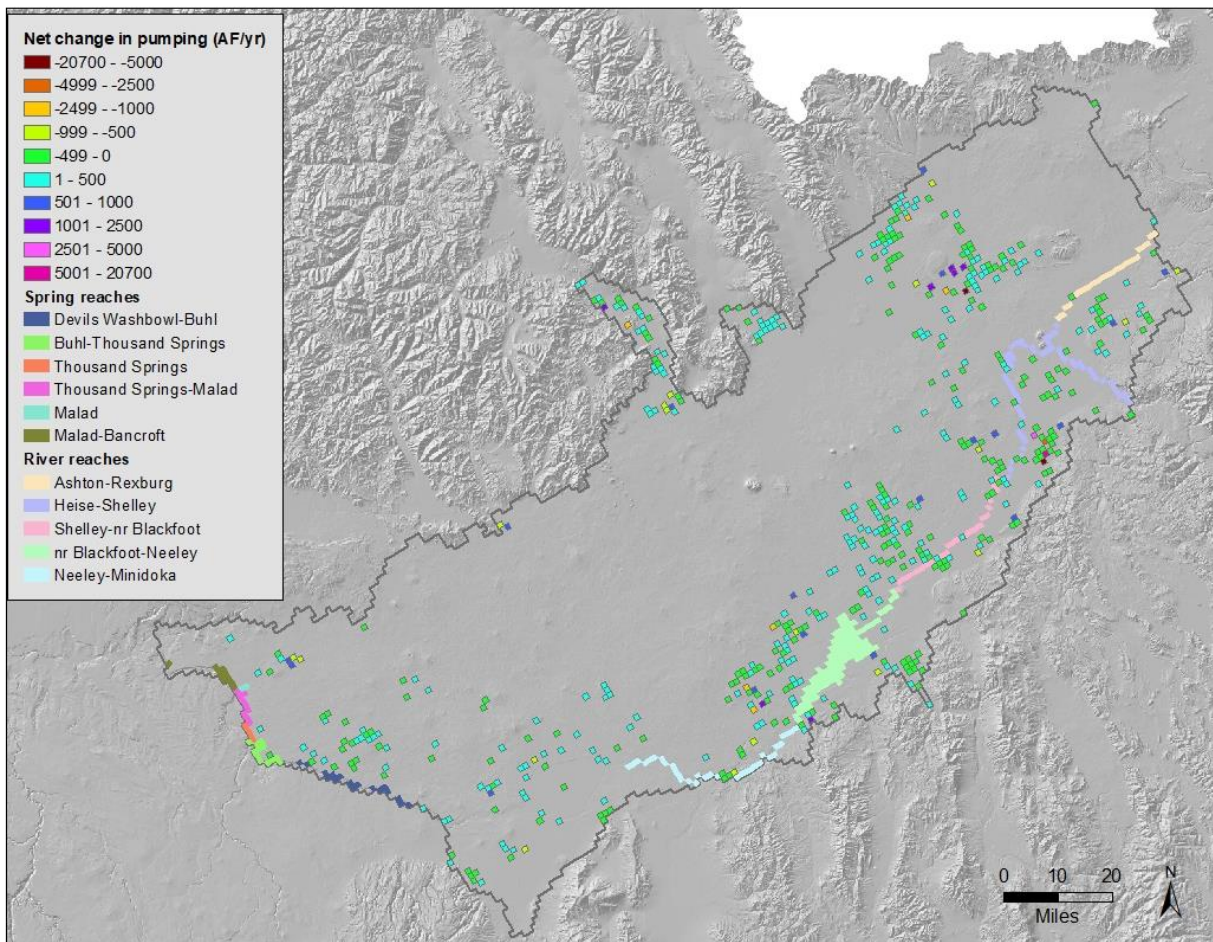 Net change in pumping (AF/yr)
-20700 - -5000
-4999 - -2500
-2499 - -1000
-999 - -500
-499 - 0
1 - 500
501 - 1000
1001 - 2500
2501 - 5000
5001 - 20700
Spring reaches
Devils Washbowl-Buhl
Buhl-Thousand Springs
Thousand Springs
Thousand Springs-Malad
Malad
Malad-Bancroft
River reaches
Ashton-Rexburg
Heise-Shelley
Shelley-nr Blackfoot
nr Blackfoot-Neeley
Neeley-Minidoka
0 10 20
Miles
N